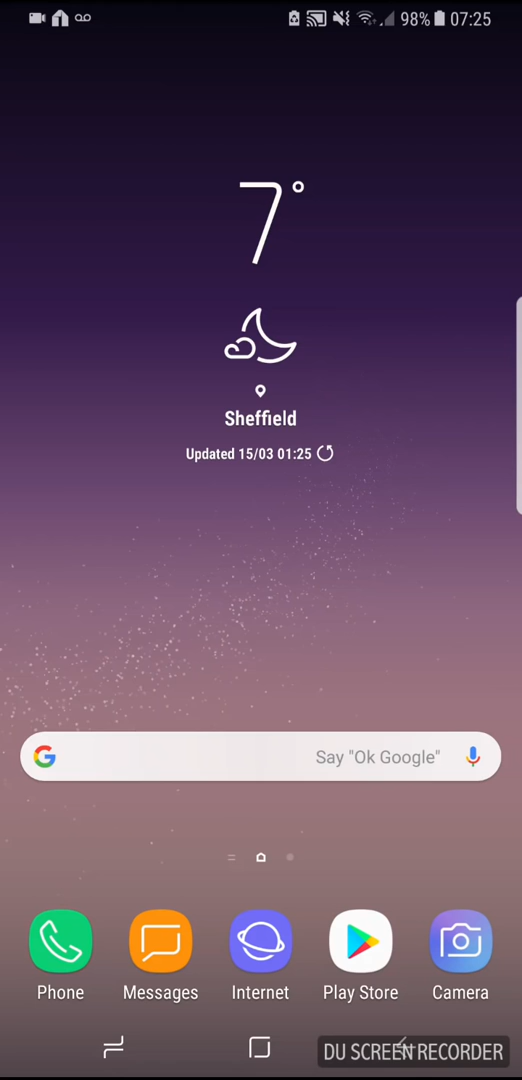 98% 07:25
7°
Sheffield
Updated 15/03 01:25
Say "Ok Google"
Phone Messages Internet Play Store Camera
DU SCREEN RECORDER